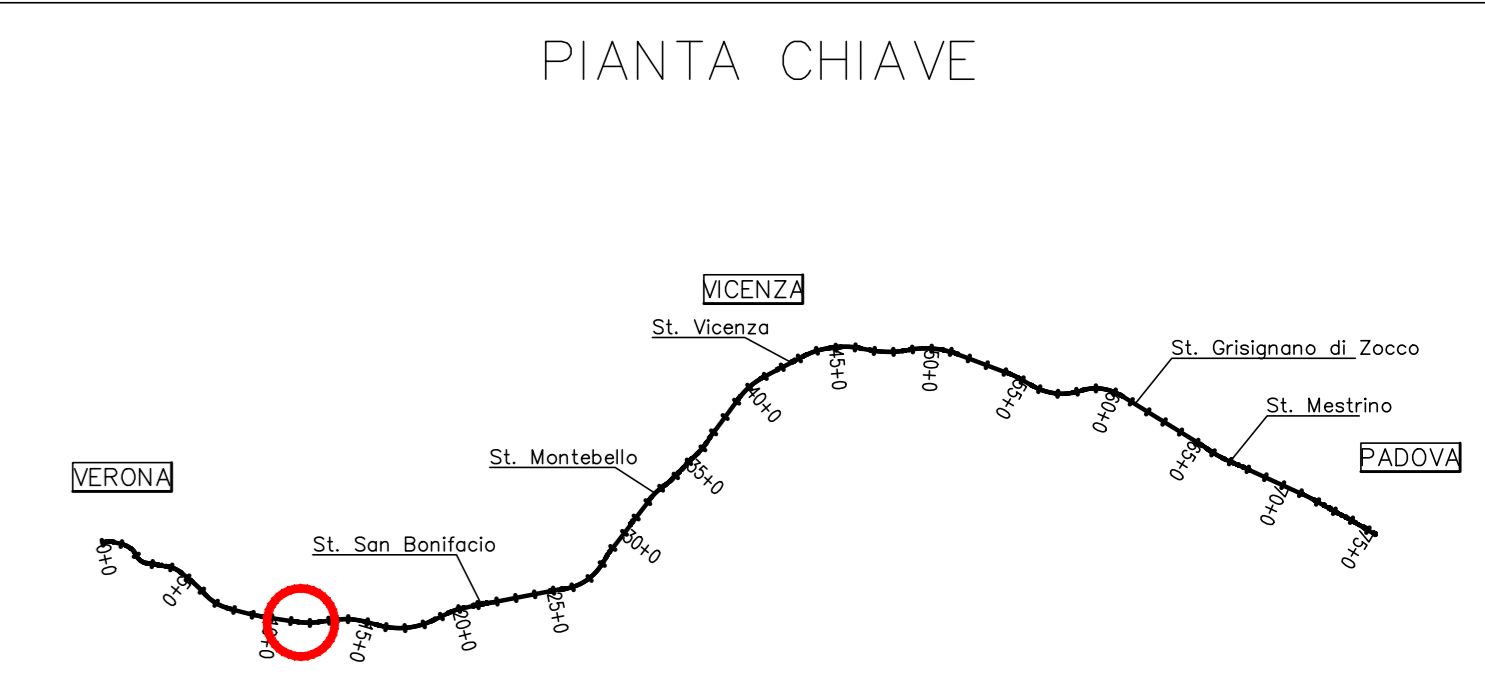 PIANTA CHIAVE
VICENZA
St. Vicenza
St. Grisignano di Zocco
St. Mestrino
PADOVA
St. Montebello
VERONA
St. San Bonifacio
0+0
5+0
10+0
15+0
20+0
25+0
30+0
35+0
40+0
45+0
50+0
55+0
60+0
65+0
70+0
75+0